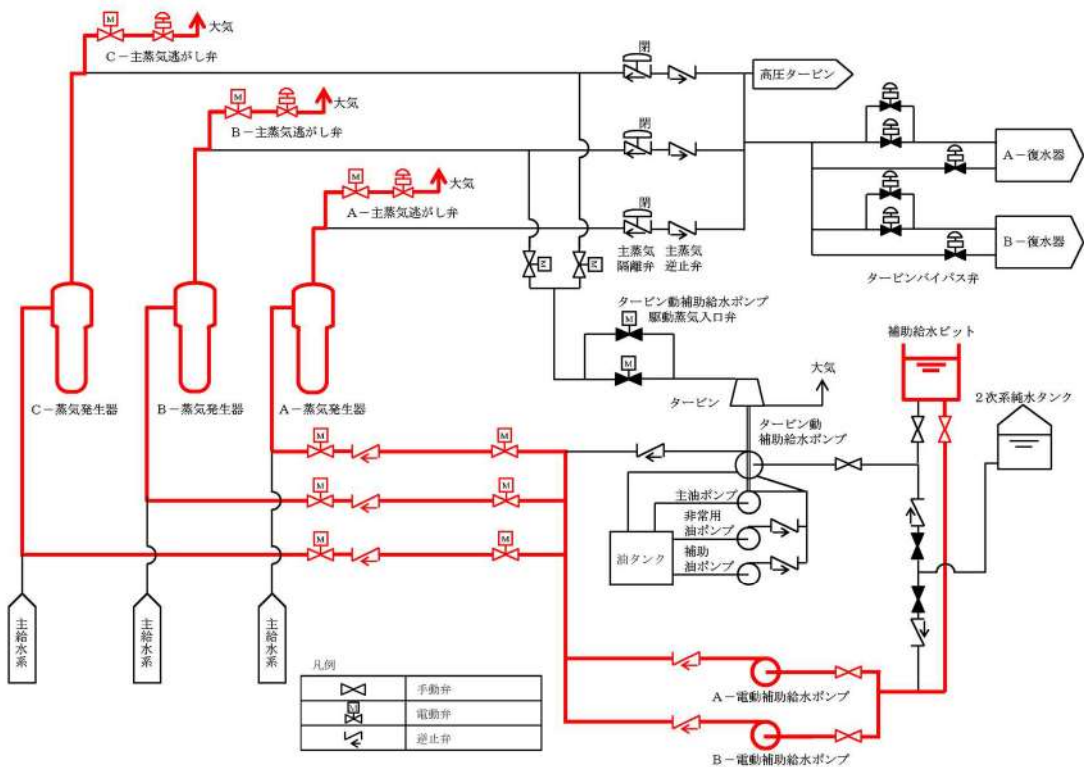 M
大気
C－主蒸気逃がし弁
M
大気
B－主蒸気逃がし弁
M
大気
A－主蒸気逃がし弁
閉
閉
閉
高圧タービン
主蒸気
隔離弁
主蒸気
逆止弁
A－復水器
B－復水器
タービンバイパス弁
M
M
タービン動補助給水ポンプ
駆動蒸気入口弁
M
M
タービン
大気
補助給水ピット
2次系純水タンク
C－蒸気発生器
B－蒸気発生器
A－蒸気発生器
タービン動
補助給水ポンプ
M
M
M
M
M
M
主油ポンプ
非常用
油ポンプ
補助
油ポンプ
油タンク
主給水系
主給水系
主給水系
A－電動補助給水ポンプ
B－電動補助給水ポンプ
凡例
手動弁
M
電動弁
逆止弁